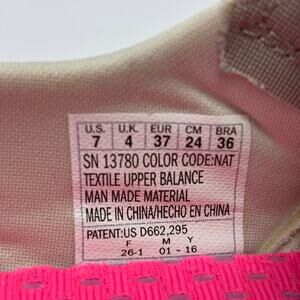 U.S. U.K. EUR CM BRA
7 4 37 24 36
SN 13780 COLOR CODE:NAT
TEXTILE UPPER BALANCE
MAN MADE MATERIAL
MADE IN CHINA/HECHO EN CHINA
PATENT:US D662,295
F M Y
26-1 01 - 16